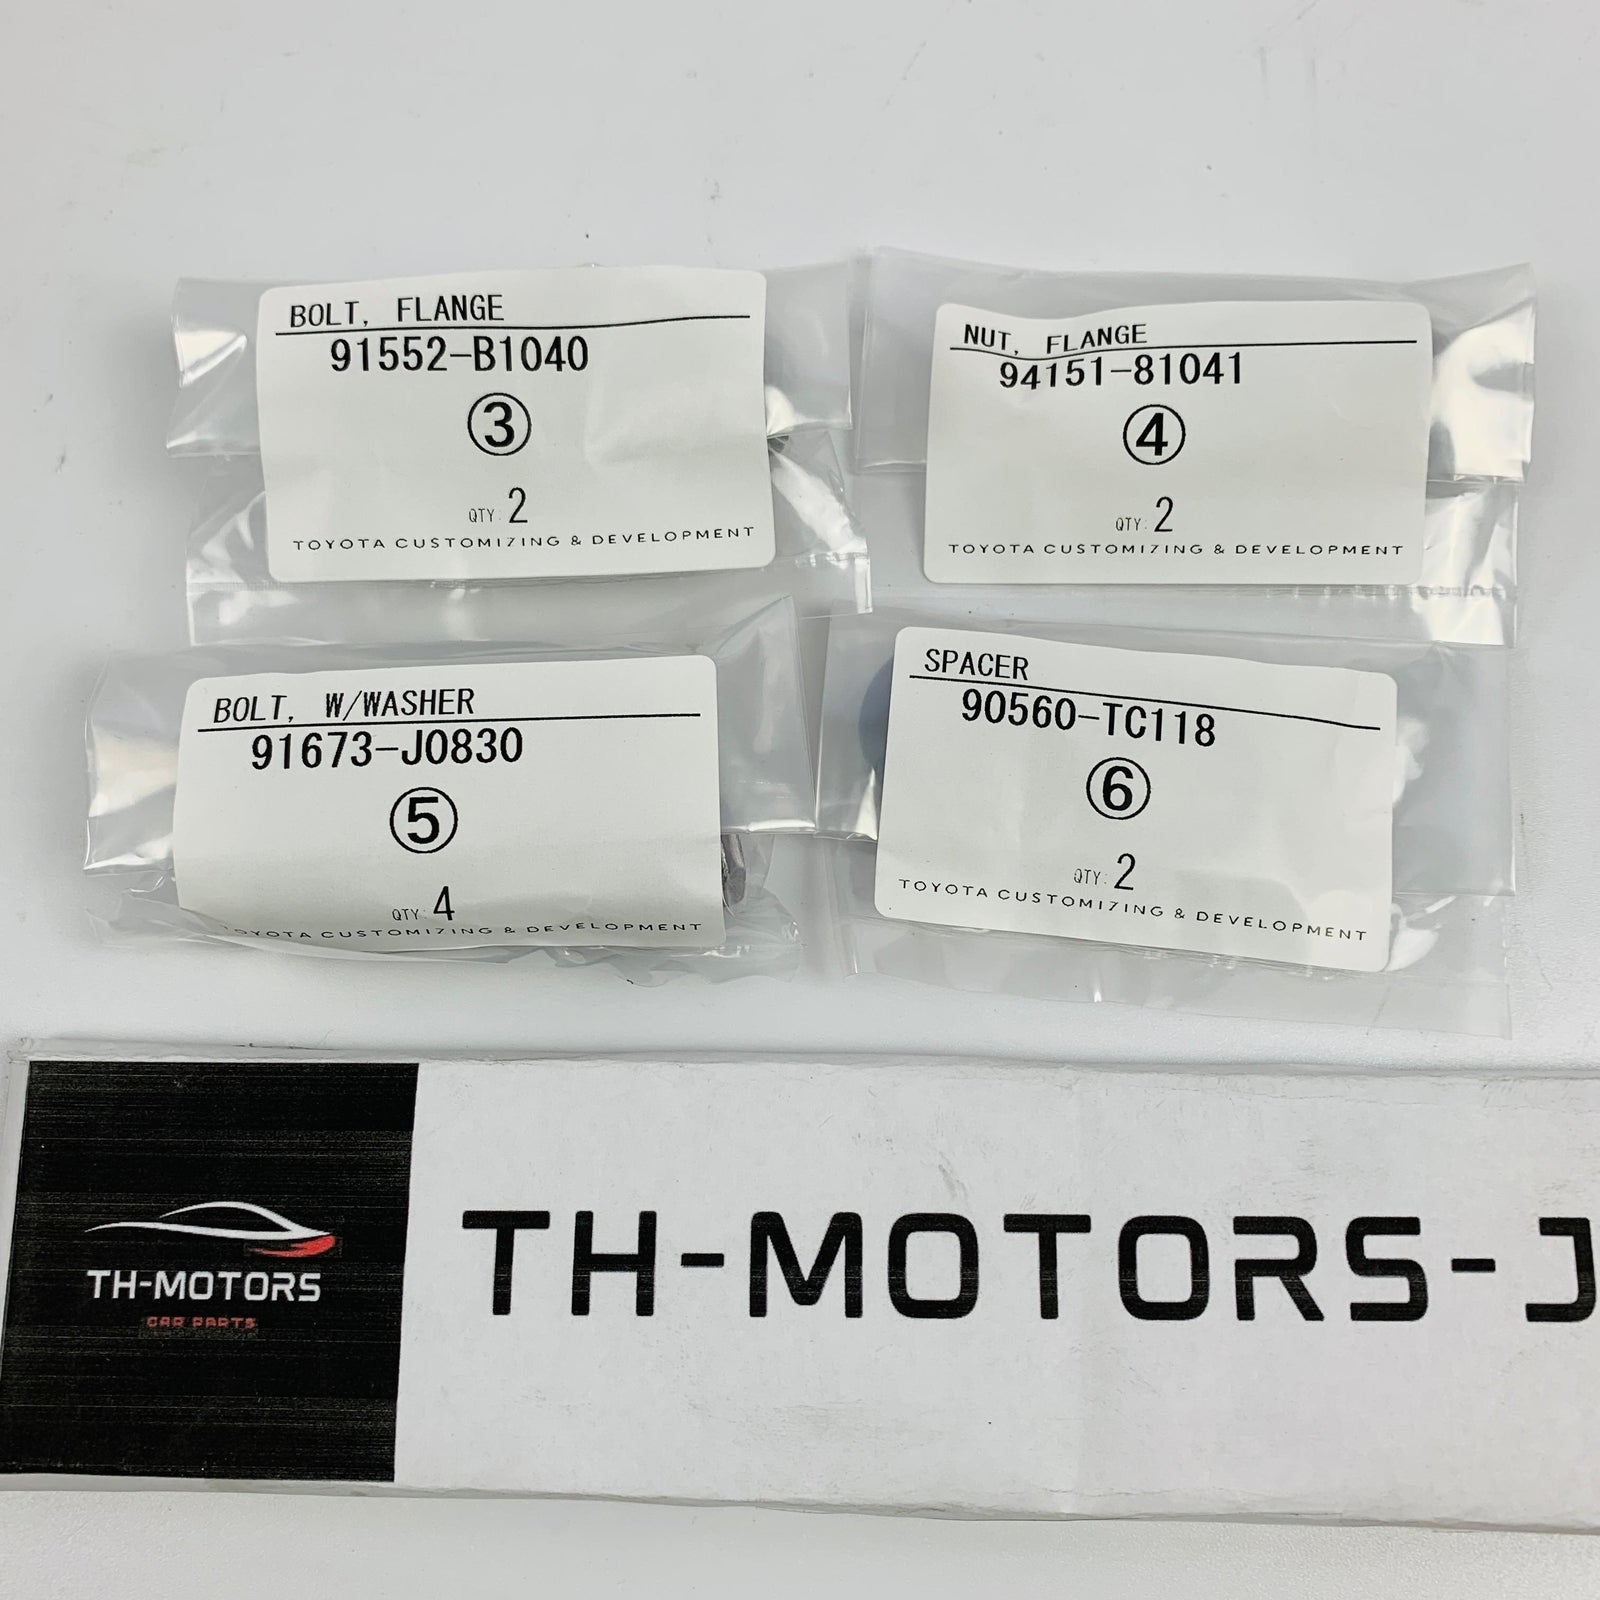 BOLT, FLANGE
91552-B1040
③
QTY: 2
TOYOTA CUSTOMIZING & DEVELOPMENT
NUT, FLANGE
94151-81041
④
QTY: 2
TOYOTA CUSTOMIZING & DEVELOPMENT
BOLT, W/WASHER
91673-J0830
⑤
QTY: 4
TOYOTA CUSTOMIZING & DEVELOPMENT
SPACER
90560-TC118
⑥
QTY: 2
TOYOTA CUSTOMIZING & DEVELOPMENT
TH-MOTORS
CAR PARTS
TH-MOTORS-J